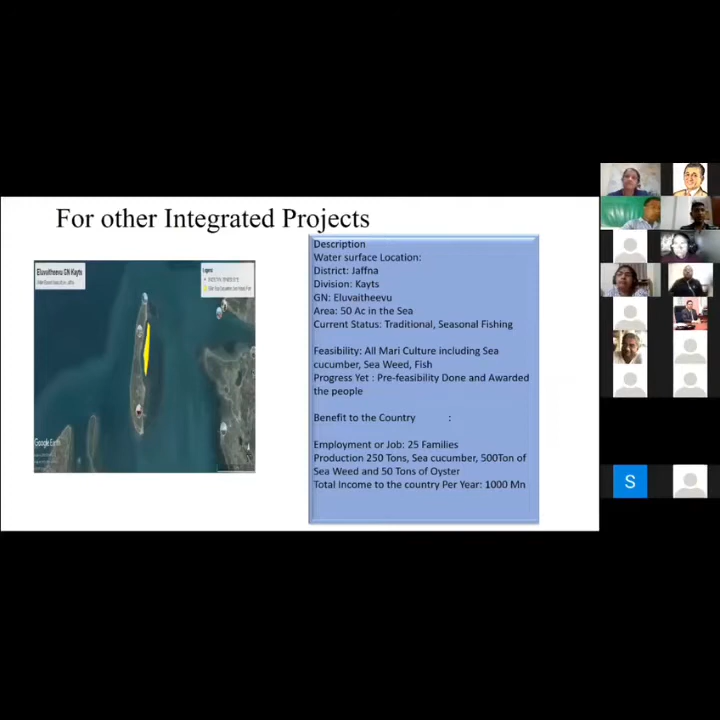 For other Integrated Projects
Eluvaitheevu GN Kayts
Legend
Google Earth
Description
Water surface Location:
District: Jaffna
Division: Kayts
GN: Eluvaitheevu
Area: 50 Ac in the Sea
Current Status: Traditional, Seasonal Fishing
Feasibility: All Mari Culture including Sea
cucumber, Sea Weed, Fish
Progress Yet : Pre-feasibility Done and Awarded
the people
Benefit to the Country :
Employment or Job: 25 Families
Production 250 Tons, Sea cucumber, 500Ton of
Sea Weed and 50 Tons of Oyster
Total Income to the country Per Year: 1000 Mn
S